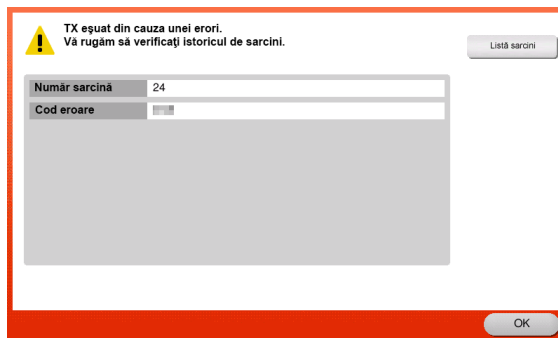 TX eşuat din cauza unei erori.
Vă rugăm să verificaţi istoricul de sarcini.
Listă sarcini
Număr sarcină 24
Cod eroare
OK